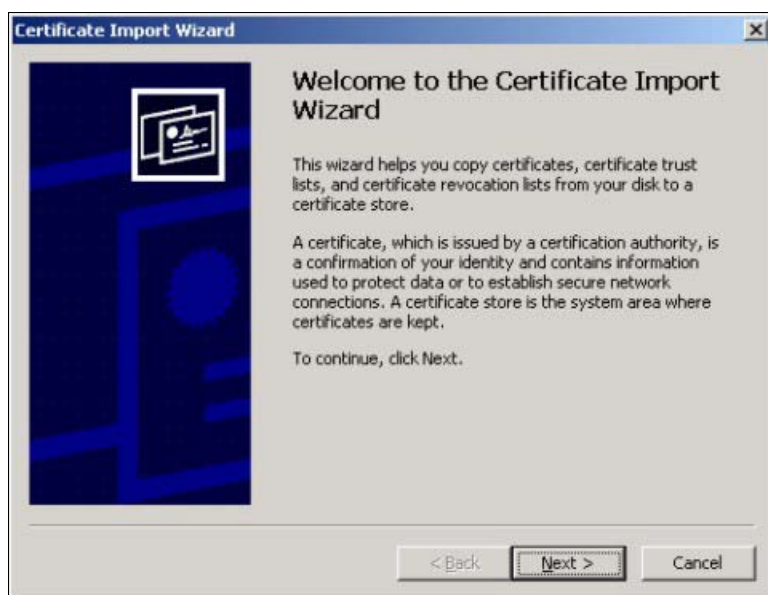 Certificate Import Wizard
Welcome to the Certificate Import
Wizard
This wizard helps you copy certificates, certificate trust
lists, and certificate revocation lists from your disk to a
certificate store.
A certificate, which is issued by a certification authority, is
a confirmation of your identity and contains information
used to protect data or to establish secure network
connections. A certificate store is the system area where
certificates are kept.
To continue, click Next.
< Back
Next >
Cancel